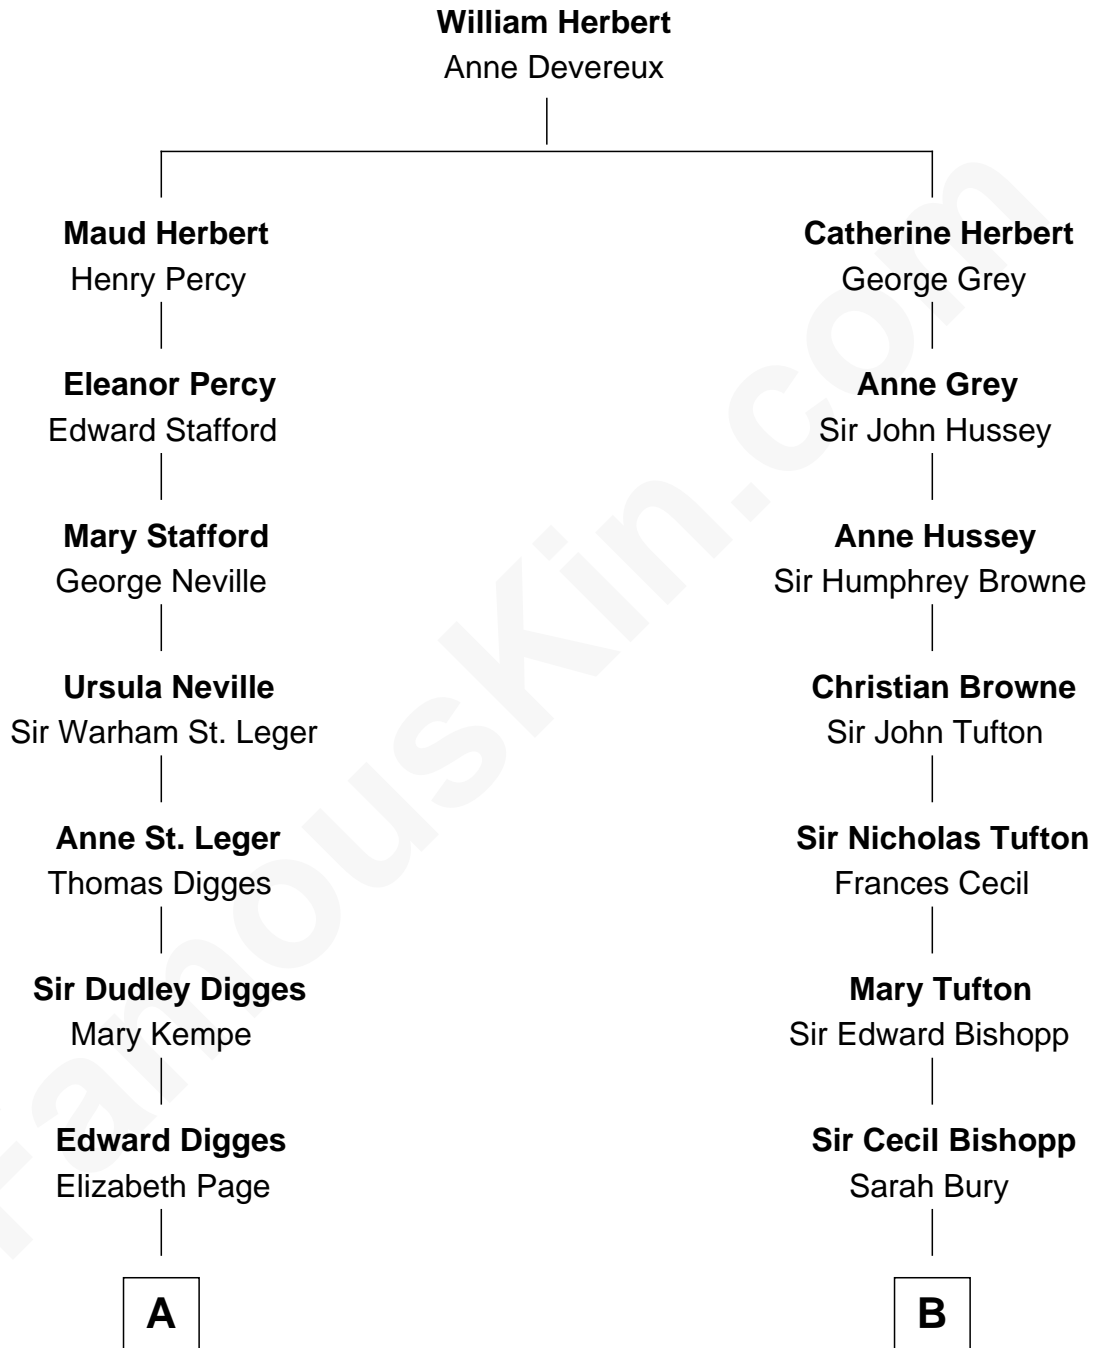 William Herbert
Anne Devereux
Maud Herbert
Henry Percy
Catherine Herbert
George Grey
Eleanor Percy
Edward Stafford
Anne Grey
Sir John Hussey
Mary Stafford
George Neville
Anne Hussey
Sir Humphrey Browne
Ursula Neville
Sir Warham St. Leger
Christian Browne
Sir John Tufton
Anne St. Leger
Thomas Digges
Sir Nicholas Tufton
Frances Cecil
Sir Dudley Digges
Mary Kempe
Mary Tufton
Sir Edward Bishopp
Edward Digges
Elizabeth Page
Sir Cecil Bishopp
Sarah Bury
A
B
FamousKin.com